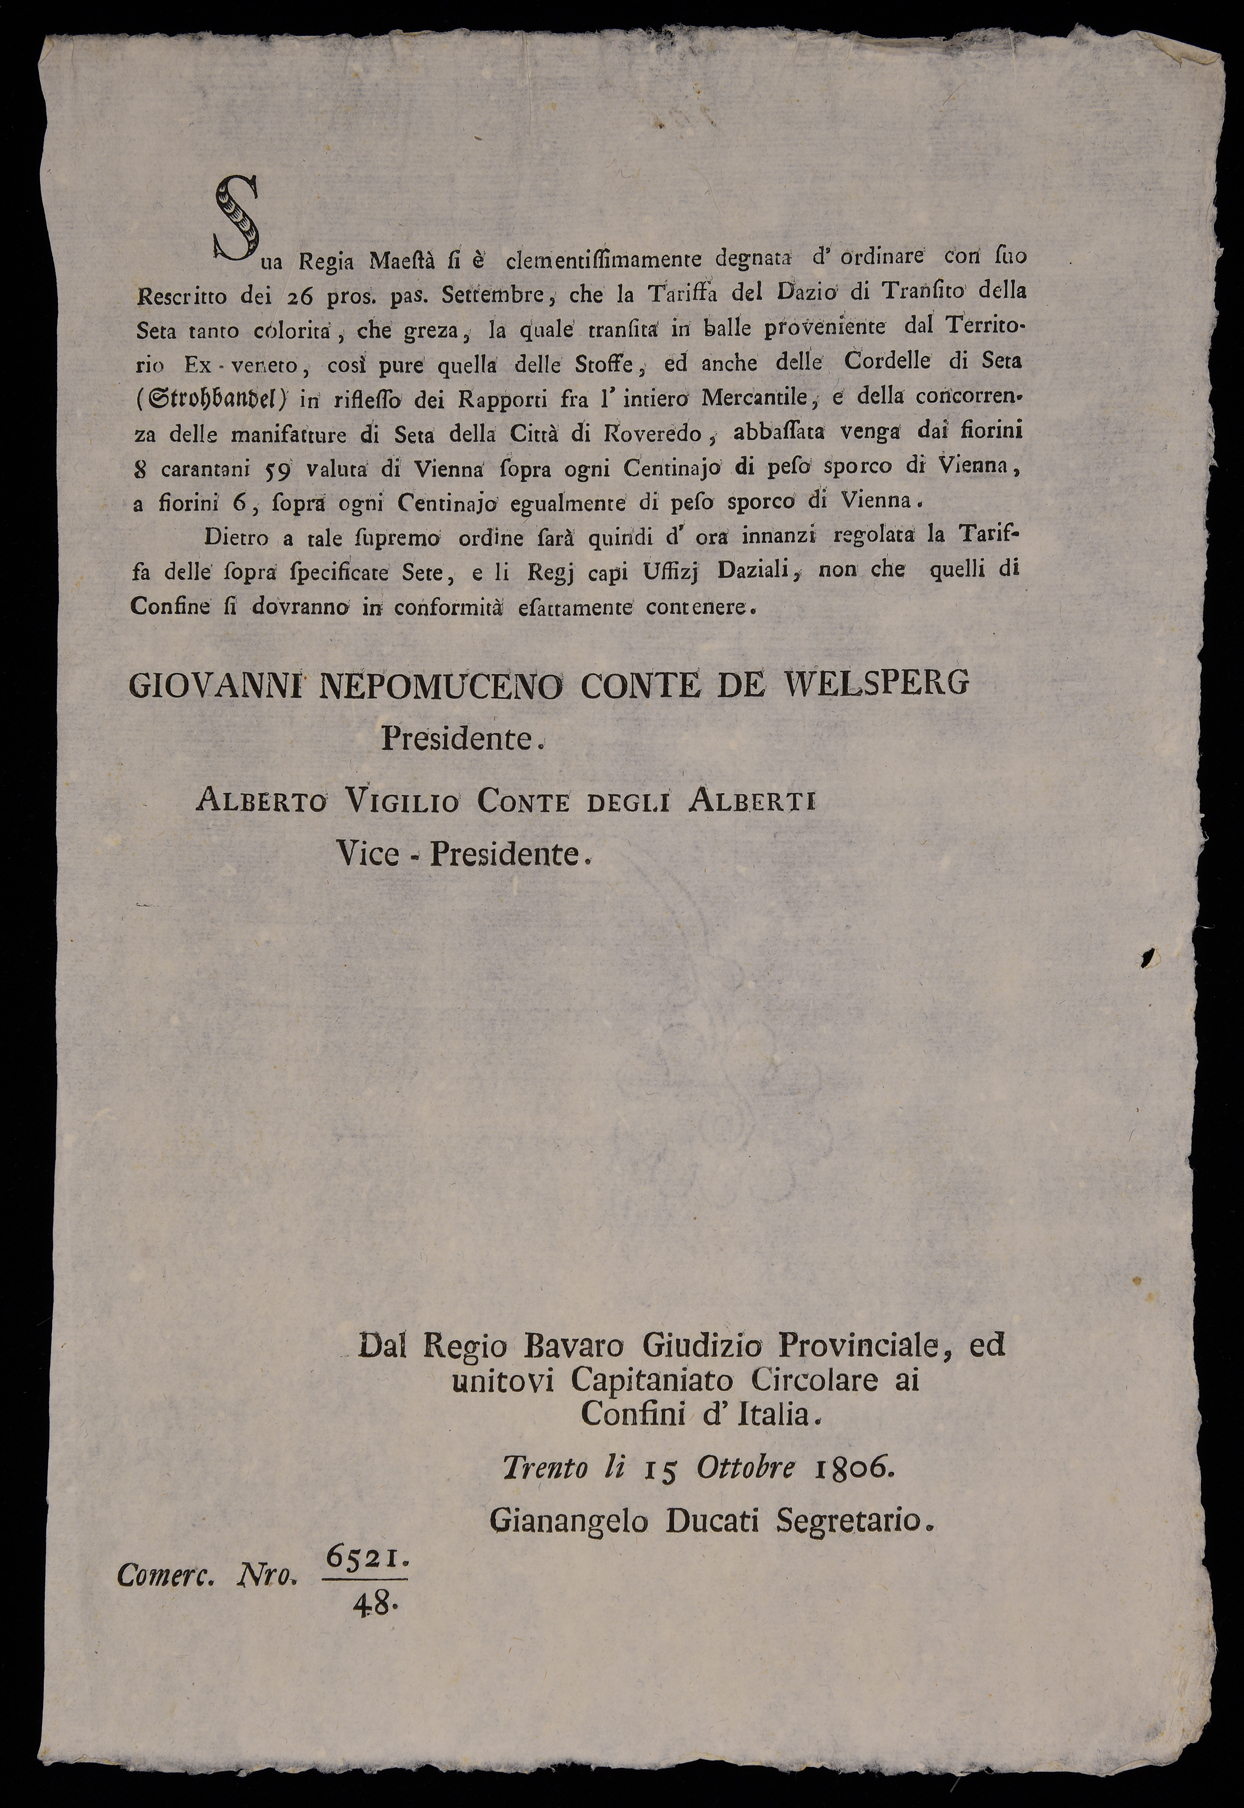 Sua Regia Maeſtà ſi è clementiſſimamente degnata d' ordinare con ſuo
Reſcritto dei 26 pros. pas. Settembre, che la Tariffa del Dazio di Tranſito della
Seta tanto colorita, che greza, la quale tranſita in balle proveniente dal Territo-
rio Ex-veneto, così pure quella delle Stoffe, ed anche delle Cordelle di Seta
(Strohbandel) in rifleſſo dei Rapporti fra l' intiero Mercantile, e della concorren-
za delle manifatture di Seta della Città di Roveredo, abbaſſata venga dai fiorini
8 carantani 59 valuta di Vienna ſopra ogni Centinajo di peſo sporco di Vienna,
a fiorini 6, ſopra ogni Centinajo egualmente di peſo sporco di Vienna.
Dietro a tale ſupremo ordine ſarà quindi d' ora innanzi regolata la Tarif-
fa delle ſopra ſpecificate Sete, e li Regj capi Uffizj Daziali, non che quelli di
Confine ſi dovranno in conformità eſattamente contenere.
GIOVANNI NEPOMUCENO CONTE DE WELSPERG
Presidente.
ALBERTO VIGILIO CONTE DEGLI ALBERTI
Vice-Presidente.
Dal Regio Bavaro Giudizio Provinciale, ed
unitovi Capitaniato Circolare ai
Confini d' Italia.
Trento li 15 Ottobre 1806.
Gianangelo Ducati Segretario.
Comerc. Nro. 6521.
48.